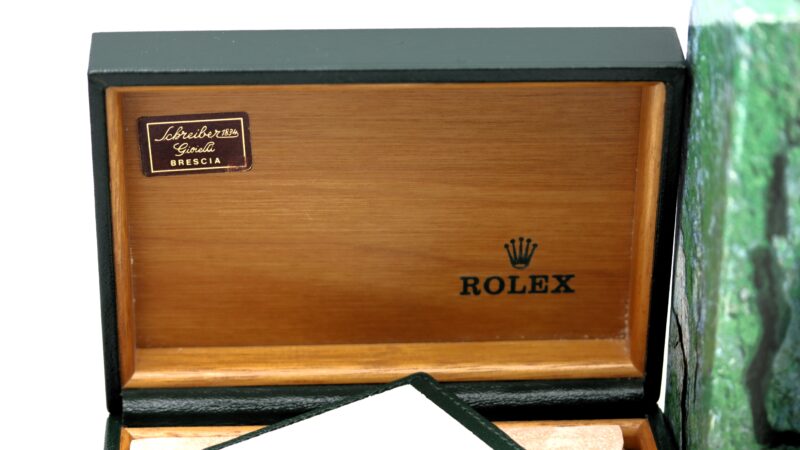 Schreiber 1834
Gioielli
BRESCIA
ROLEX